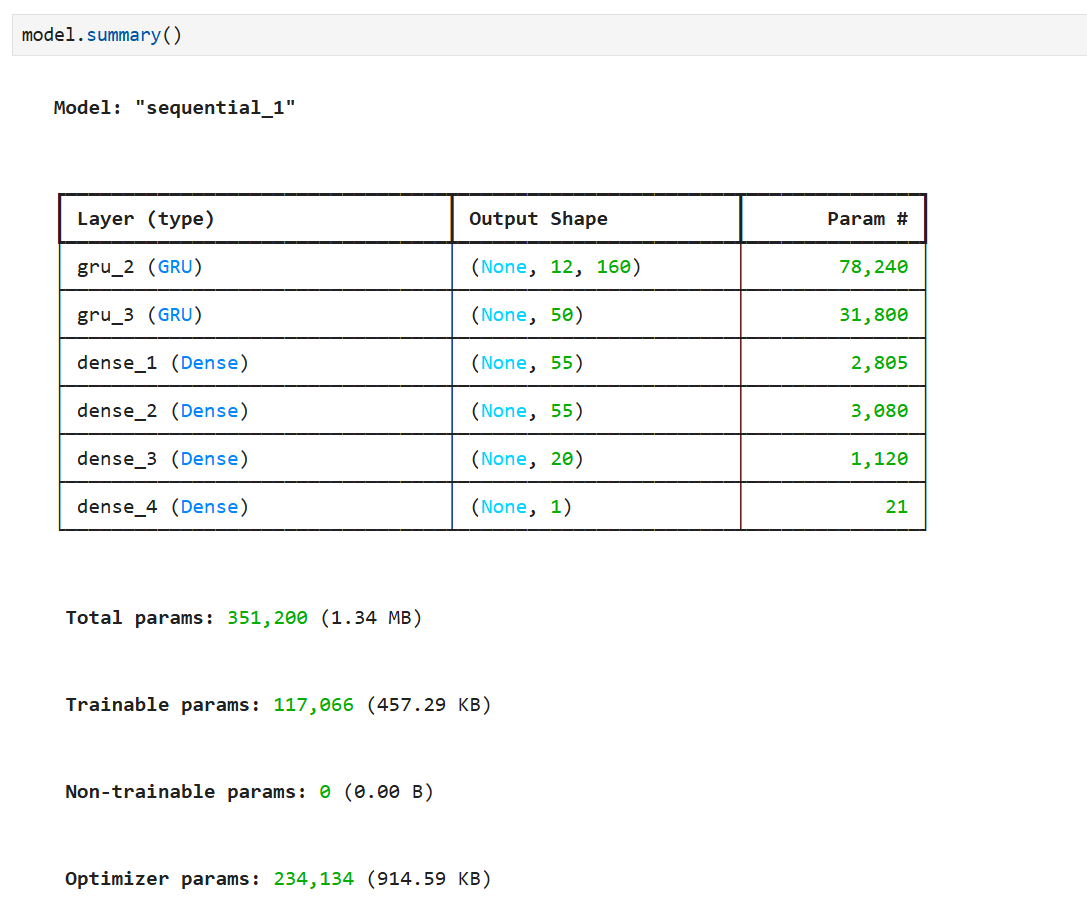 model.summary()
Model: "sequential_1"
Layer (type) Output Shape Param #
gru_2 (GRU) (None, 12, 160) 78,240
gru_3 (GRU) (None, 50) 31,800
dense_1 (Dense) (None, 55) 2,805
dense_2 (Dense) (None, 55) 3,080
dense_3 (Dense) (None, 20) 1,120
dense_4 (Dense) (None, 1) 21
Total params: 351,200 (1.34 MB)
Trainable params: 117,066 (457.29 KB)
Non-trainable params: 0 (0.00 B)
Optimizer params: 234,134 (914.59 KB)